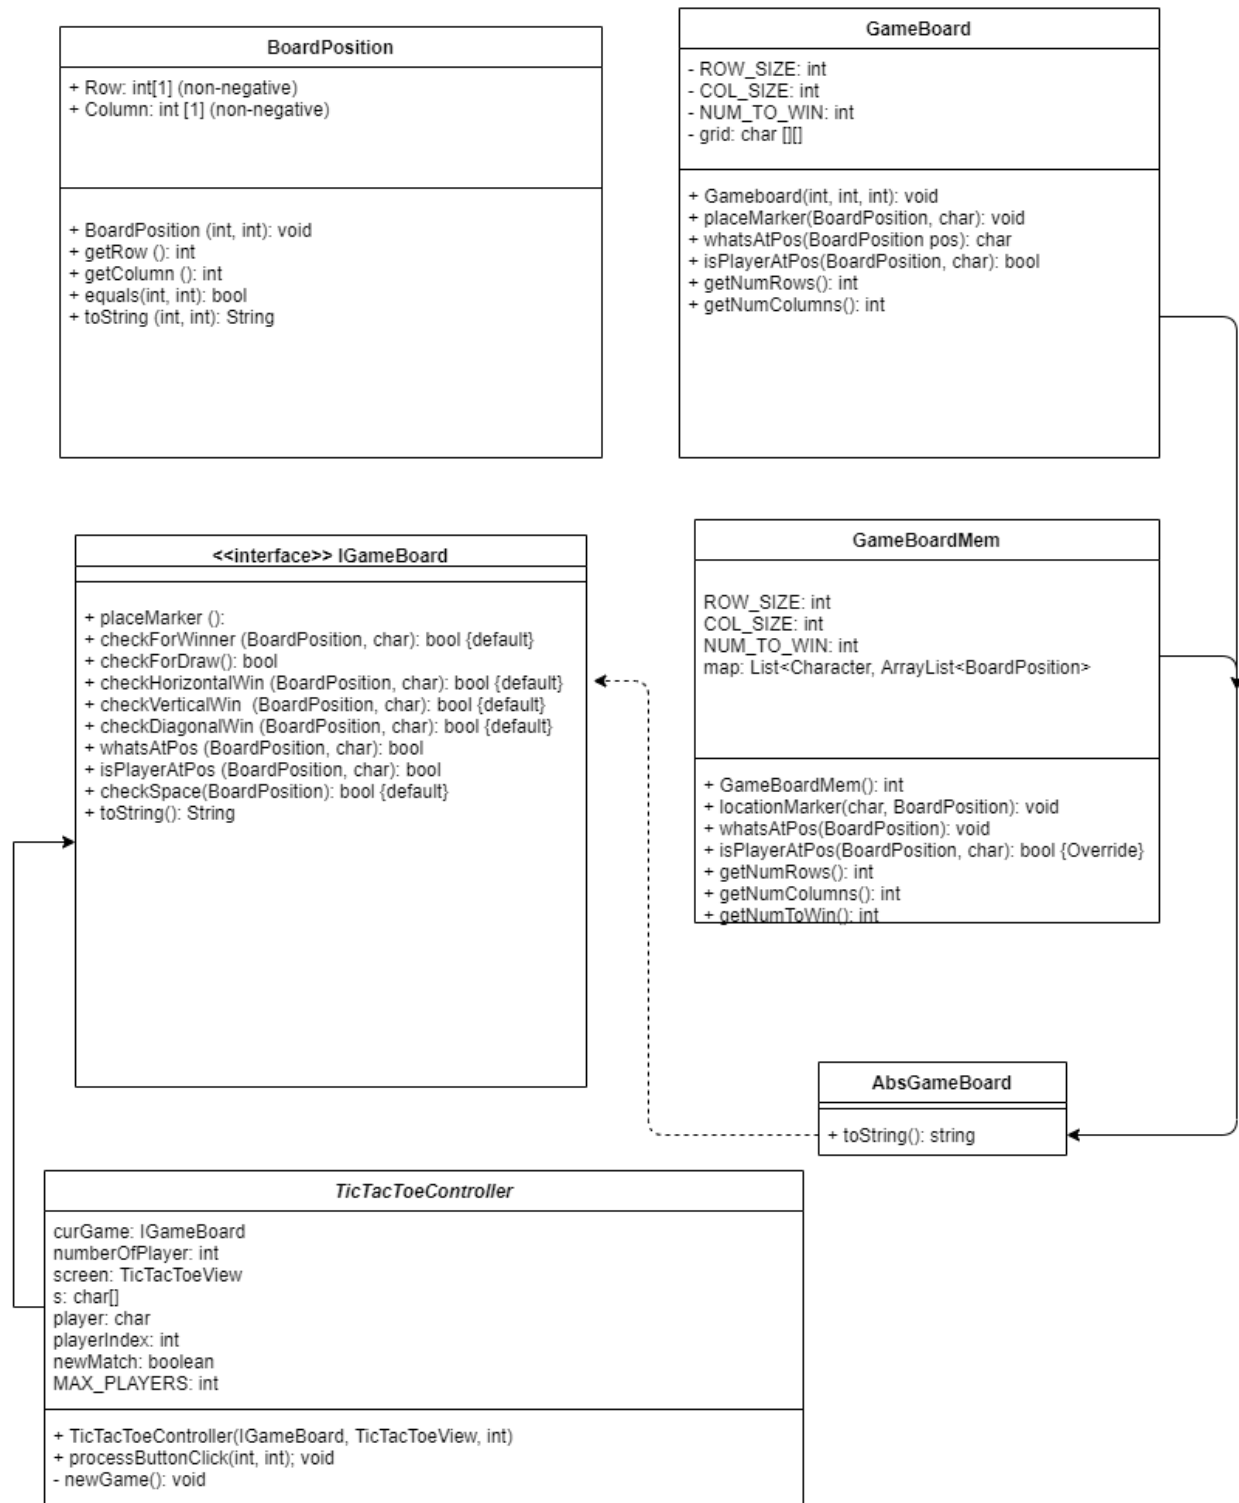 BoardPosition
+ Row: int[1] (non-negative)
+ Column: int [1] (non-negative)
+ BoardPosition (int, int): void
+ getRow (): int
+ getColumn (): int
+ equals(int, int): bool
+ toString (int, int): String
GameBoard
- ROW_SIZE: int
- COL_SIZE: int
- NUM_TO_WIN: int
- grid: char [][]
+ Gameboard(int, int, int): void
+ placeMarker(BoardPosition, char): void
+ whatsAtPos(BoardPosition pos): char
+ isPlayerAtPos(BoardPosition, char): bool
+ getNumRows(): int
+ getNumColumns(): int
<<interface>> IGameBoard
+ placeMarker ():
+ checkForWinner (BoardPosition, char): bool {default}
+ checkForDraw(): bool
+ checkHorizontalWin (BoardPosition, char): bool {default}
+ checkVerticalWin  (BoardPosition, char): bool {default}
+ checkDiagonalWin (BoardPosition, char): bool {default}
+ whatsAtPos (BoardPosition, char): bool
+ isPlayerAtPos (BoardPosition, char): bool
+ checkSpace(BoardPosition): bool {default}
+ toString(): String
GameBoardMem
ROW_SIZE: int
COL_SIZE: int
NUM_TO_WIN: int
map: List<Character, ArrayList<BoardPosition>
+ GameBoardMem(): int
+ locationMarker(char, BoardPosition): void
+ whatsAtPos(BoardPosition): void
+ isPlayerAtPos(BoardPosition, char): bool {Override}
+ getNumRows(): int
+ getNumColumns(): int
+ getNumToWin(): int
AbsGameBoard
+ toString(): string
TicTacToeController
curGame: IGameBoard
numberOfPlayer: int
screen: TicTacToeView
s: char[]
player: char
playerIndex: int
newMatch: boolean
MAX_PLAYERS: int
+ TicTacToeController(IGameBoard, TicTacToeView, int)
+ processButtonClick(int, int); void
- newGame(): void